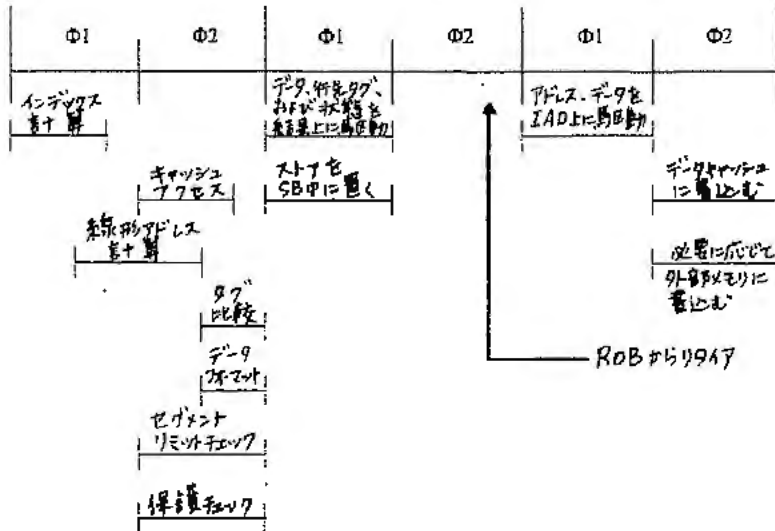 Φ1 Φ2 Φ1 Φ2 Φ1 Φ2
インデックス
計算
データ、行先タグ、
および状態を
結果上に駆動
アドレス、データを
IAD上に駆動
キャッシュ
アクセス
ストアを
SB中に置く
データキャッシュ
に書込む
線形アドレス
計算
必要に応じて
外部メモリに
書込む
タグ
比較
データ
フォーマット
ROBからリタイア
セグメント
リミットチェック
保護チェック